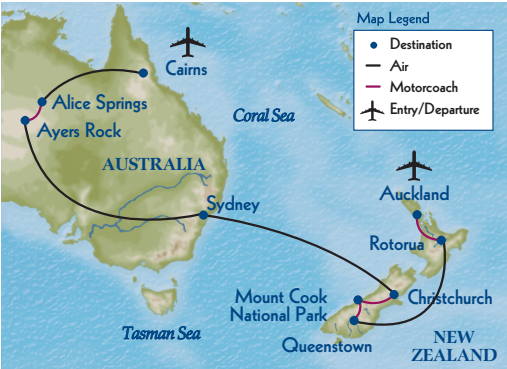 Map Legend
Destination
Air
Motorcoach
Entry/Departure
Cairns
Alice Springs
Ayers Rock
Coral Sea
AUSTRALIA
Sydney
Auckland
Rotorua
Mount Cook
National Park
Christchurch
Queenstown
Tasman Sea
NEW
ZEALAND